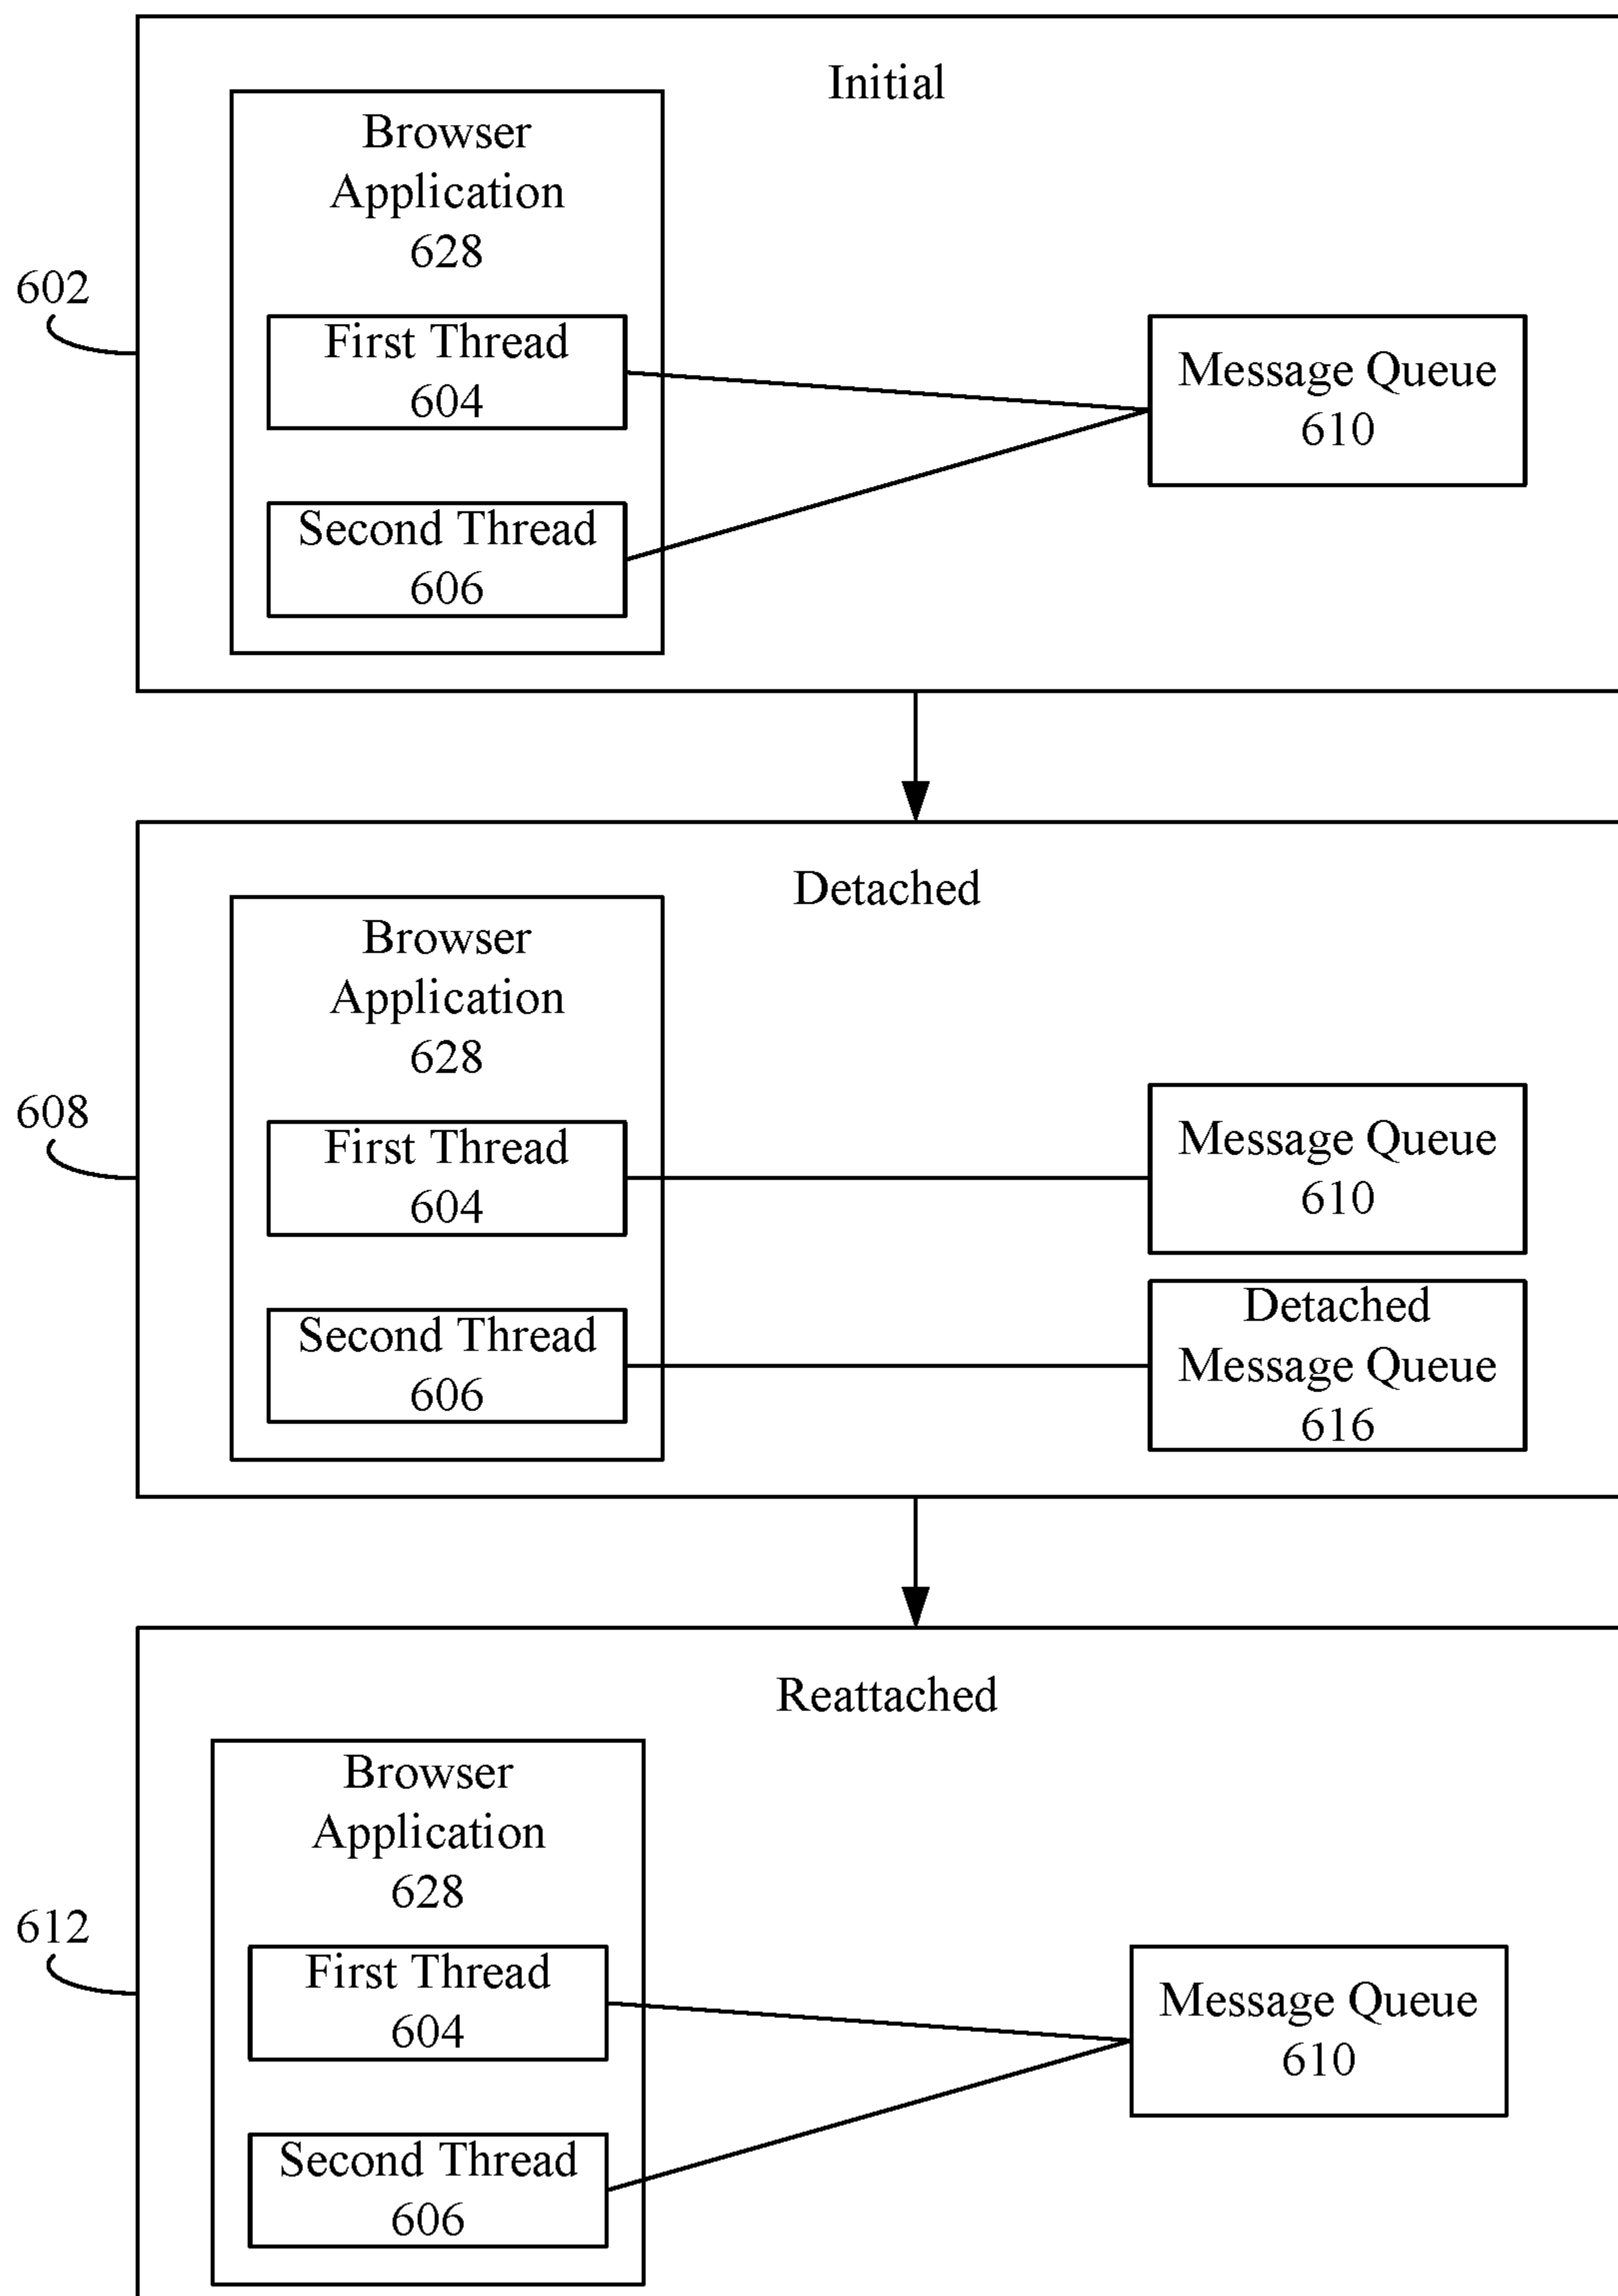 Initial
Browser
Application
628
602
First Thread
604
Message Queue
610
Second Thread
606
Detached
Browser
Application
628
608
First Thread
604
Message Queue
610
Second Thread
606
Detached
Message Queue
616
Reattached
Browser
Application
628
612
First Thread
604
Message Queue
610
Second Thread
606